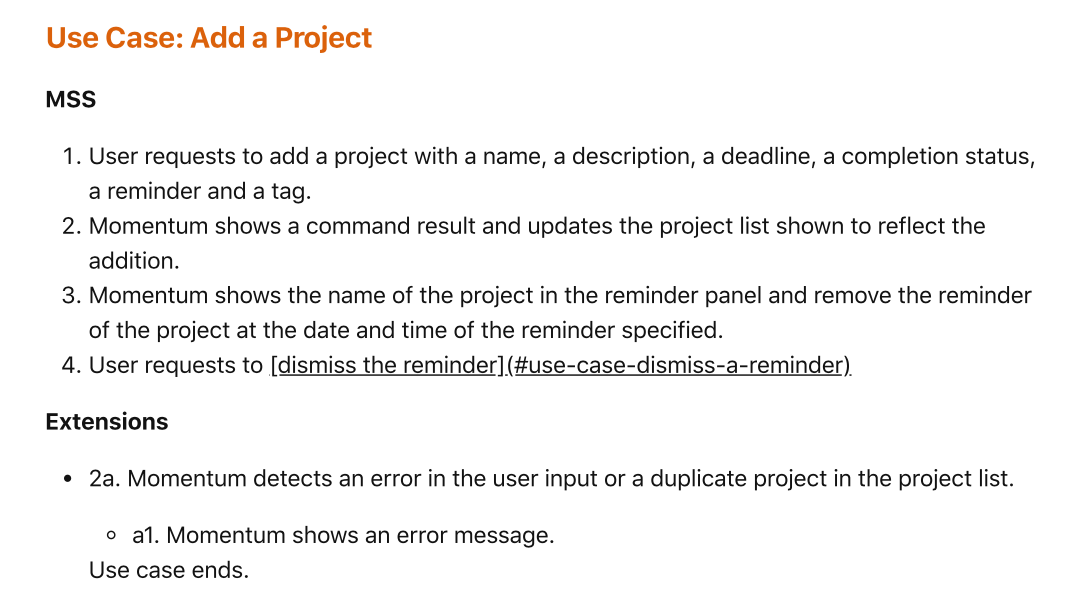 Use Case: Add a Project
MSS
1. User requests to add a project with a name, a description, a deadline, a completion status,
a reminder and a tag.
2. Momentum shows a command result and updates the project list shown to reflect the
addition.
3. Momentum shows the name of the project in the reminder panel and remove the reminder
of the project at the date and time of the reminder specified.
4. User requests to [dismiss the reminder](#use-case-dismiss-a-reminder)
Extensions
• 2a. Momentum detects an error in the user input or a duplicate project in the project list.
◦ a1. Momentum shows an error message.
Use case ends.